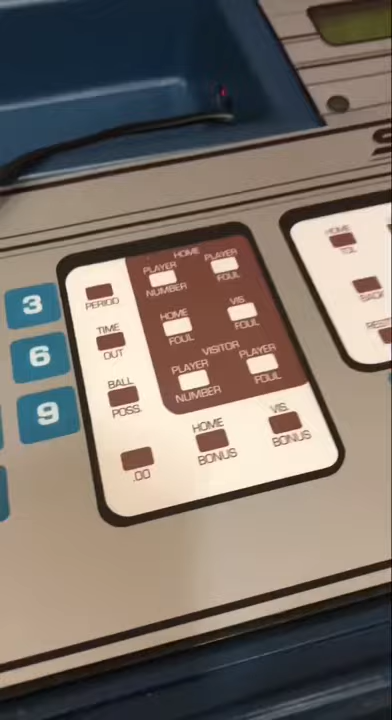 3
6
9
PERIOD
TIME
OUT
BALL
POSS.
.00
HOME
PLAYER
NUMBER
PLAYER
FOUL
HOME
FOUL
VIS.
FOUL
VISITOR
PLAYER
NUMBER
PLAYER
FOUL
HOME
BONUS
VIS.
BONUS
HOME
TOL